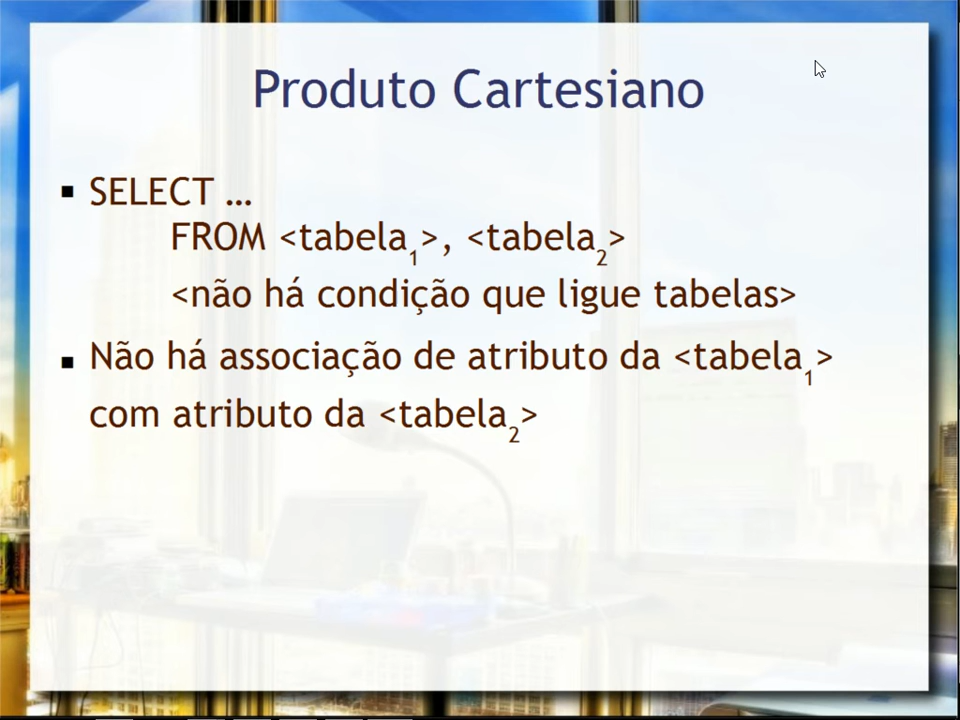 Produto Cartesiano
▪ SELECT …
FROM <tabela₁>, <tabela₂>
<não há condição que ligue tabelas>
▪ Não há associação de atributo da <tabela₁>
com atributo da <tabela₂>